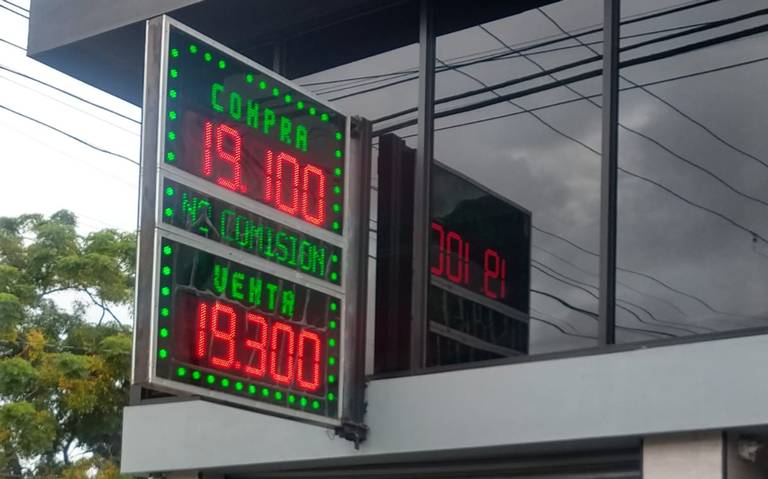 COMPRA
19.100
NO COMISION
VENTA
19.300